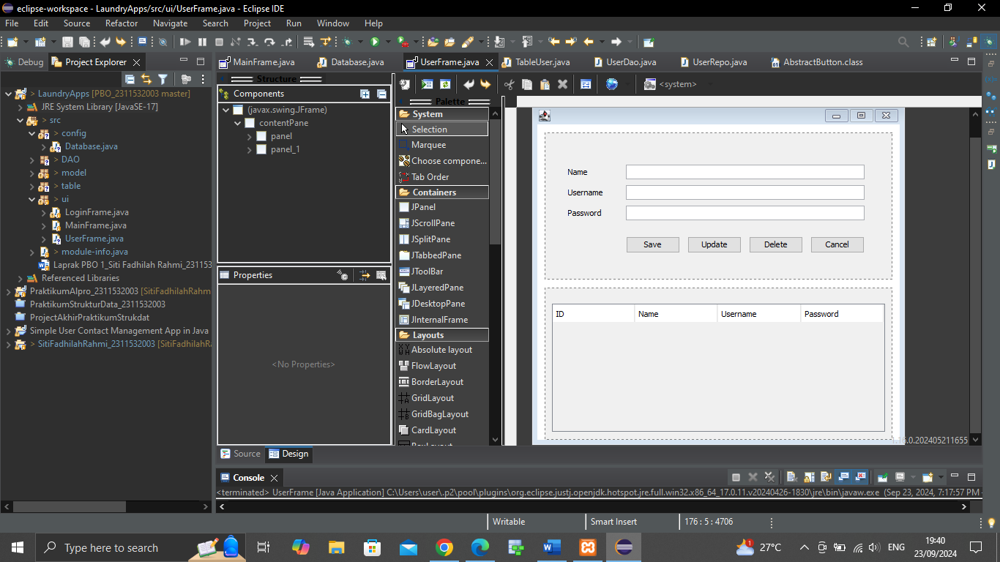 eclipse-workspace - LaundryApps/src/ui/UserFrame.java - Eclipse IDE
File Edit Source Refactor Navigate Search Project Run Window Help
Debug Project Explorer
MainFrame.java Database.java UserFrame.java TableUser.java UserDao.java UserRepo.java AbstractButton.class
> LaundryApps [PBO_2311532003 master]
JRE System Library [JavaSE-17]
> src
> config
Database.java
> DAO
> model
> table
> ui
LoginFrame.java
MainFrame.java
UserFrame.java
> module-info.java
Laprak PBO 1_Siti Fadhilah Rahmi_231153
Referenced Libraries
PraktikumAlpro_2311532003 [SitiFadhilahRahm
PraktikumStrukturData_2311532003
ProjectAkhirPraktikumStrukdat
Simple User Contact Management App in Java
> SitiFadhilahRahmi_2311532003 [SitiFadhilahRa
Structure
Components
(javax.swing.JFrame)
contentPane
panel
panel_1
Properties
<No Properties>
Source Design
Palette
System
Selection
Marquee
Choose compone...
Tab Order
Containers
JPanel
JScrollPane
JSplitPane
JTabbedPane
JToolBar
JLayeredPane
JDesktopPane
JInternalFrame
Layouts
Absolute layout
FlowLayout
BorderLayout
GridLayout
GridBagLayout
CardLayout
BoxLayout
<system>
Name
Username
Password
Save Update Delete Cancel
ID Name Username Password
.0.202405211655
Console
<terminated> UserFrame [Java Application] C:\Users\user\.p2\pool\plugins\org.eclipse.justj.openjdk.hotspot.jre.full.win32.x86_64_17.0.11.v20240426-1830\jre\bin\javaw.exe (Sep 23, 2024, 7:17:57 PM
Writable Smart Insert 176 : 5 : 4706
Type here to search
1
27°C
ENG
19:40
23/09/2024